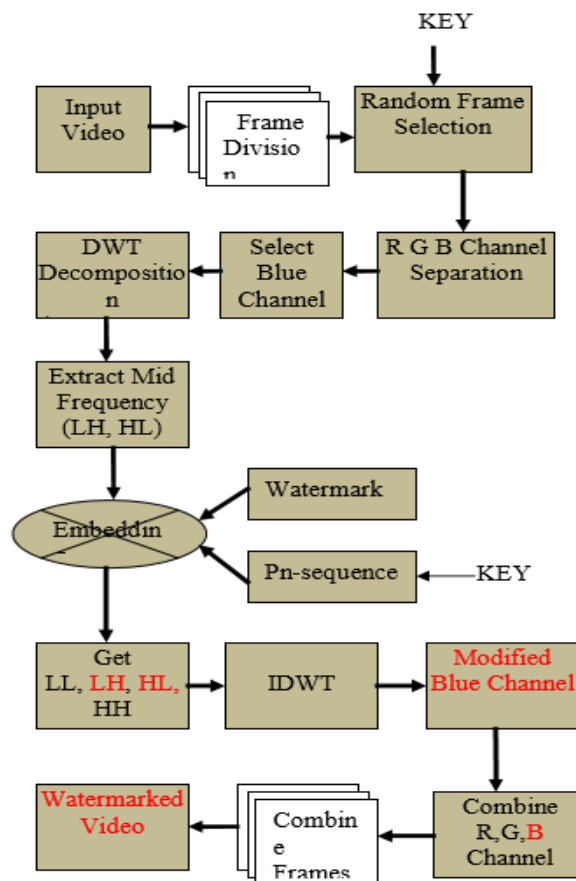 KEY
Input
Video
Frame
Divisio
n
Random Frame
Selection
DWT
Decompositio
n
Select
Blue
Channel
R G B Channel
Separation
Extract Mid
Frequency
(LH, HL)
Embeddin
Watermark
Pn-sequence
KEY
Get
LL, LH, HL,
HH
IDWT
Modified
Blue Channel
Watermarked
Video
Combin
e
Frames
Combine
R,G,B
Channel